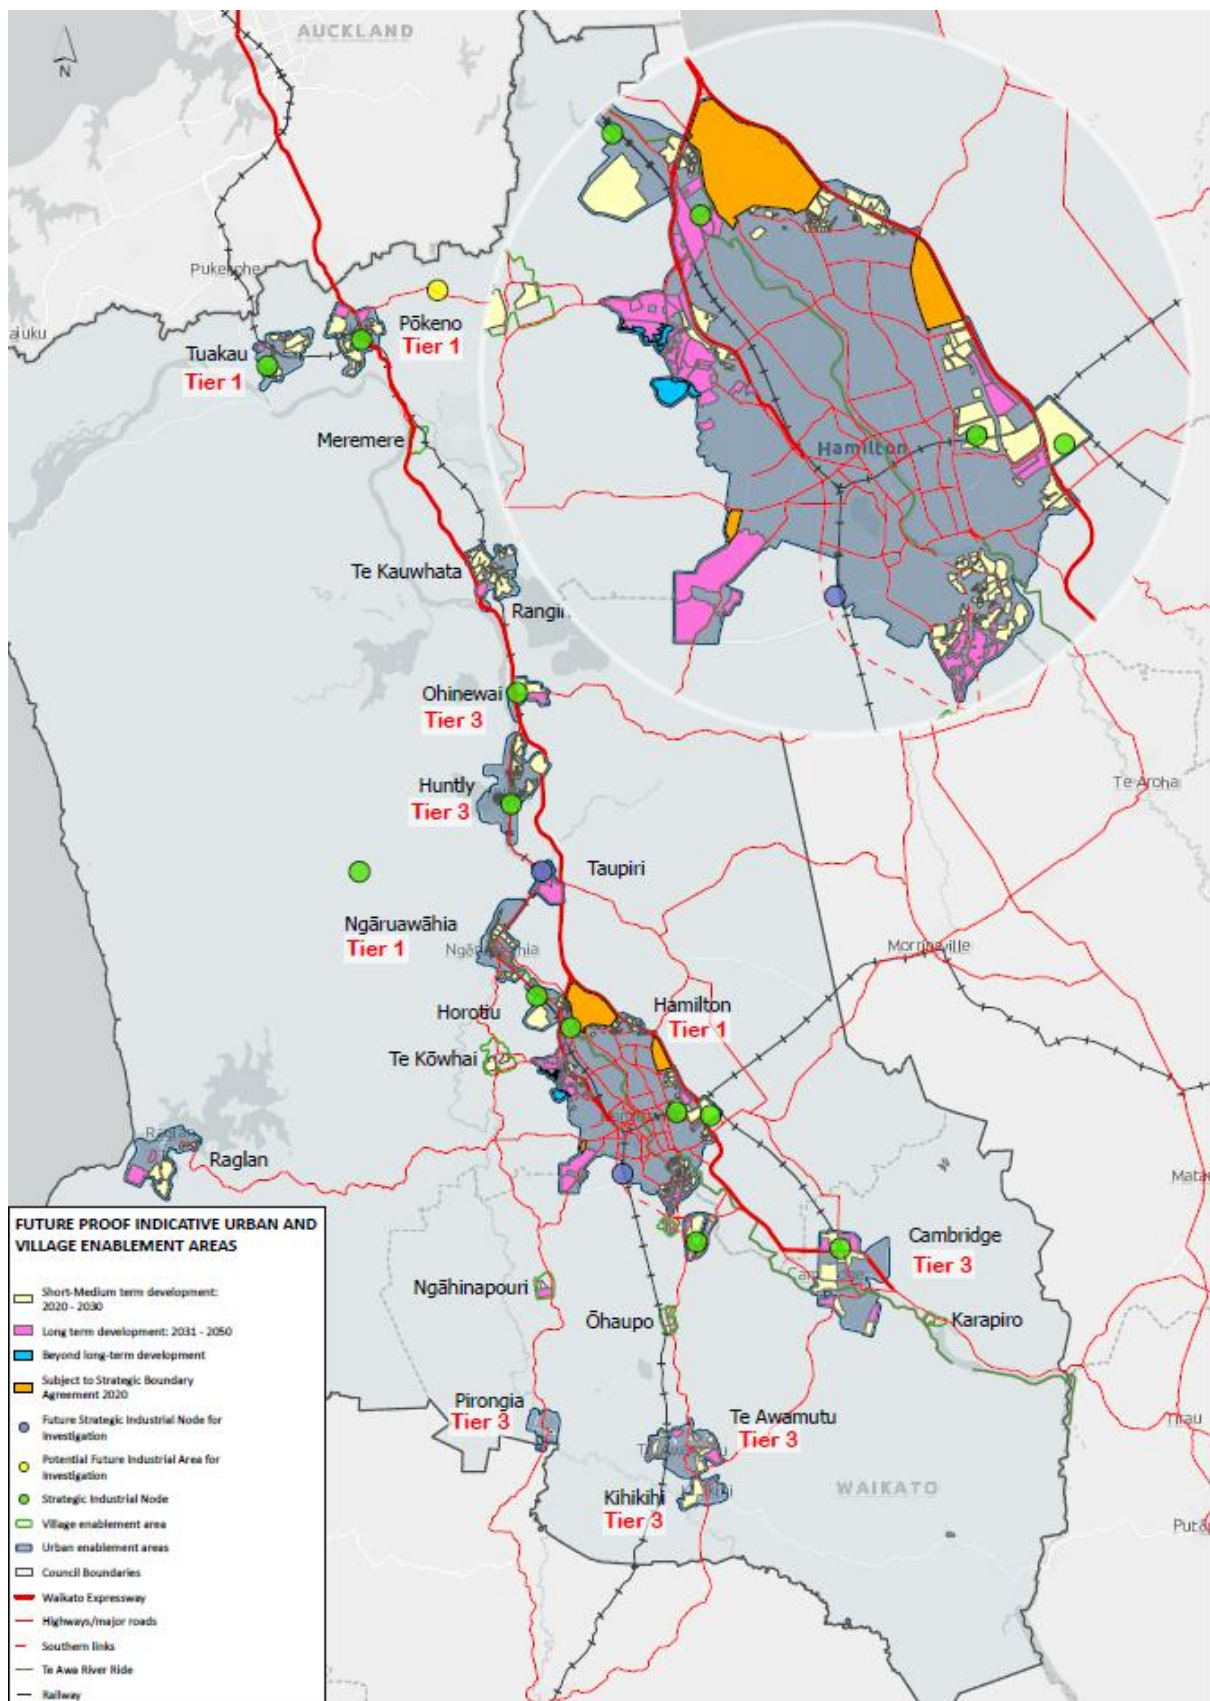 AUCKLAND
N
Pukekohe
Pōkeno
Tier 1
Tuakau
Tier 1
Meremere
Hamilton
Te Kauwhata
Ohinewai
Tier 3
Te Aroha
Huntly
Tier 3
Taupiri
Ngāruawāhia
Tier 1
Morrinsville
Horotiu
Hamilton
Tier 1
Te Kōwhai
Raglan
Cambridge
Tier 3
Ngāhinapouri
Ōhaupo
Karapiro
Pirongia
Tier 3
Te Awamutu
Tier 3
Tirau
WAIKATO
Kihikihi
Tier 3
FUTURE PROOF INDICATIVE URBAN AND
VILLAGE ENABLEMENT AREAS
Short-Medium term development:
2020 - 2030
Long term development: 2031 - 2050
Beyond long-term development
Subject to Strategic Boundary
Agreement 2020
Future Strategic Industrial Node for
Investigation
Potential Future Industrial Area for
Investigation
Strategic Industrial Node
Village enablement area
Urban enablement areas
Council Boundaries
Waikato Expressway
Highways/major roads
Southern links
Te Awa River Ride
Railway